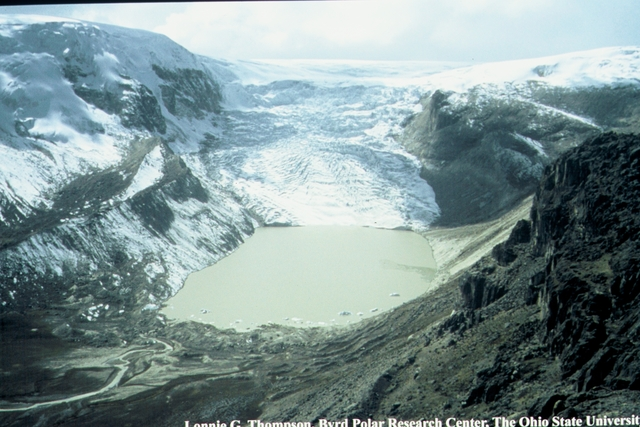 Lonnie G. Thompson, Byrd Polar Research Center, The Ohio State Universit